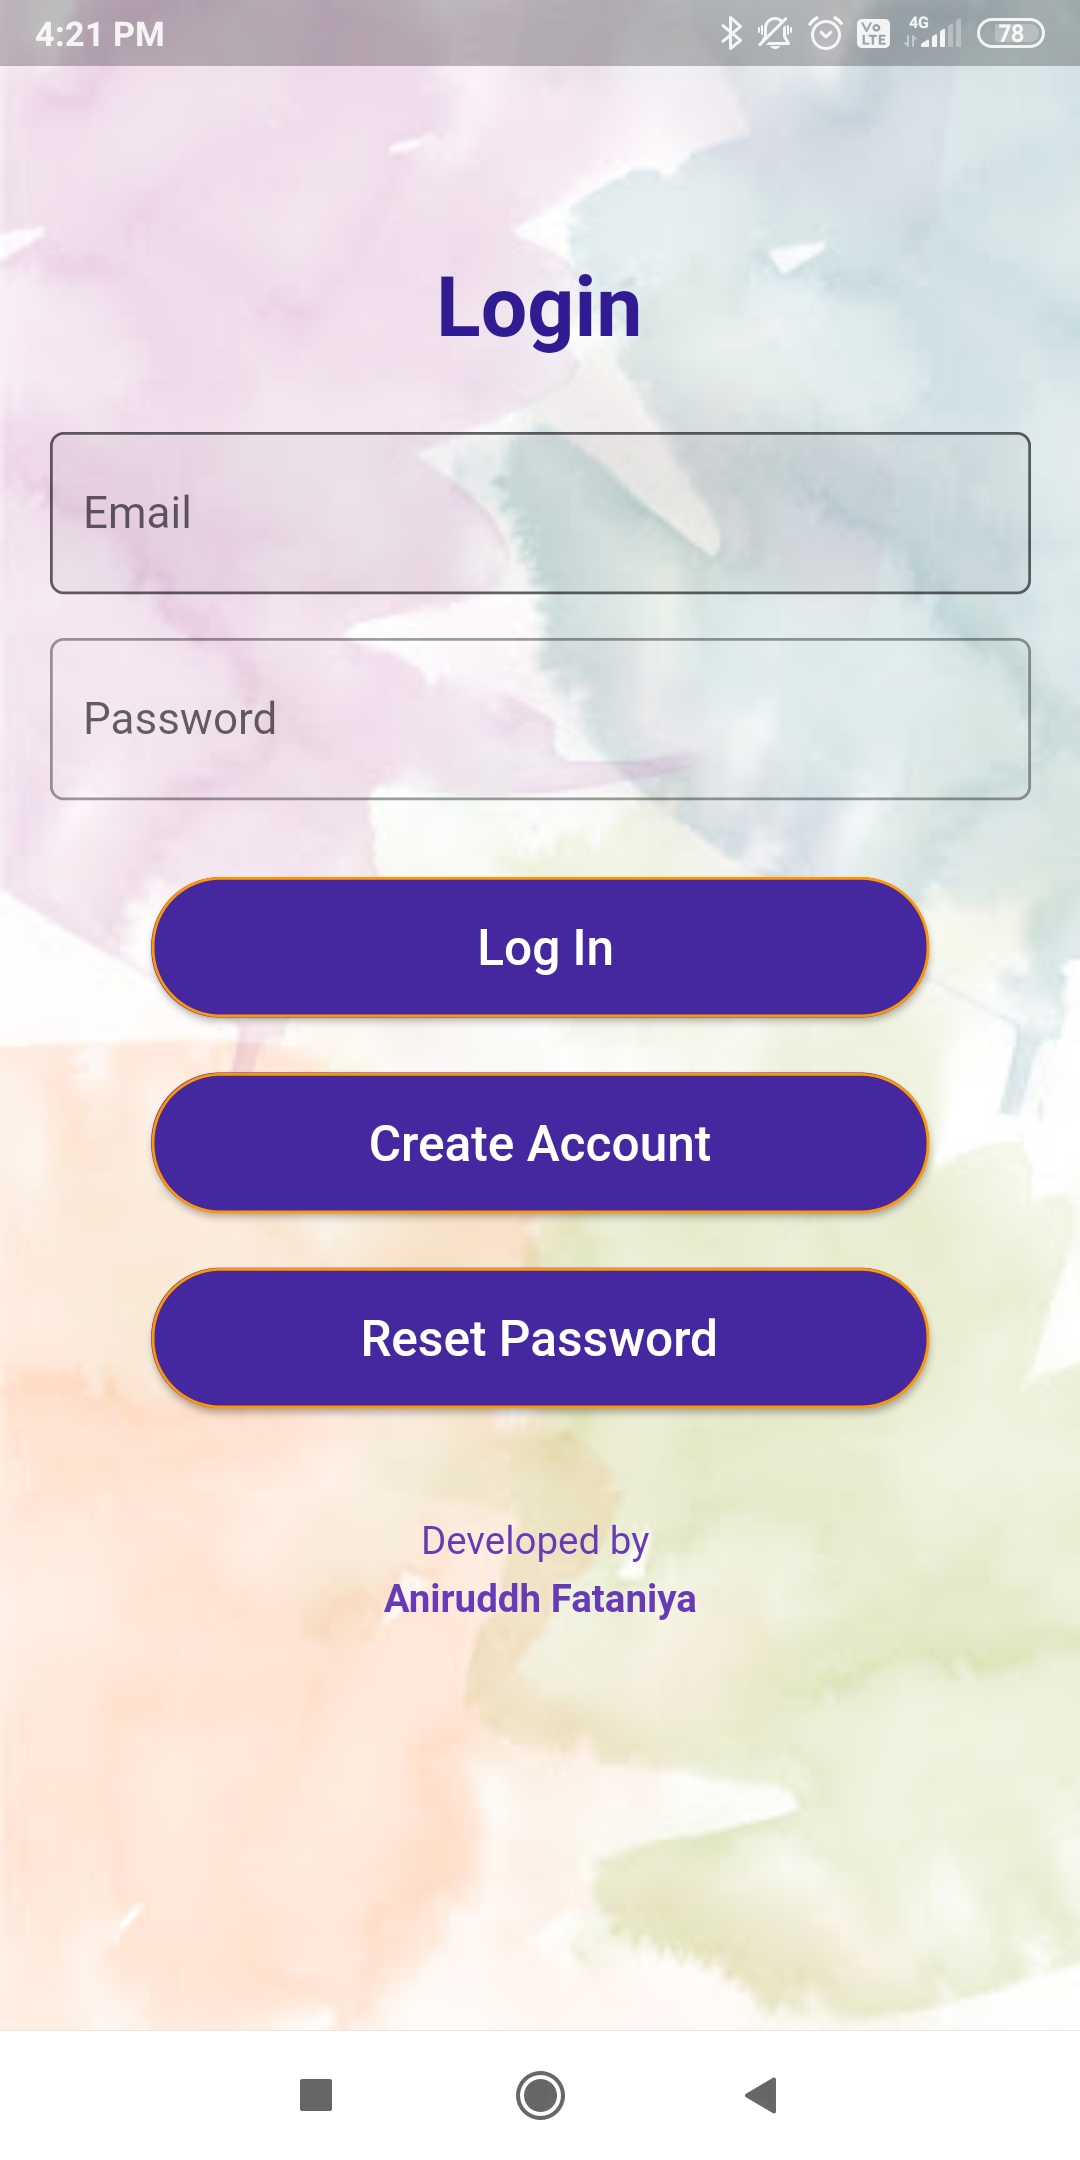 4:21 PM
Vo LTE 4G 78
Login
Email
Password
Log In
Create Account
Reset Password
Developed by
Aniruddh Fataniya